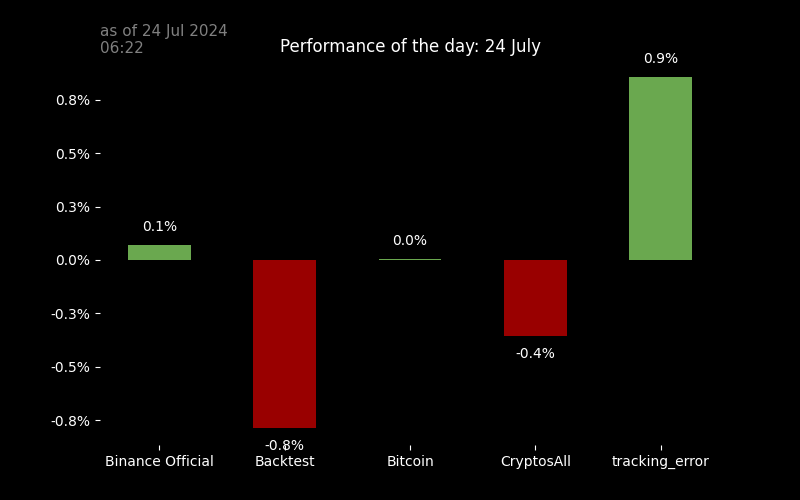 as of 24 Jul 2024
06:22
Performance of the day: 24 July
0.8%
0.5%
0.3%
0.0%
-0.3%
-0.5%
-0.8%
0.1%
-0.8%
0.0%
-0.4%
0.9%
Binance Official
Backtest
Bitcoin
CryptosAll
tracking_error